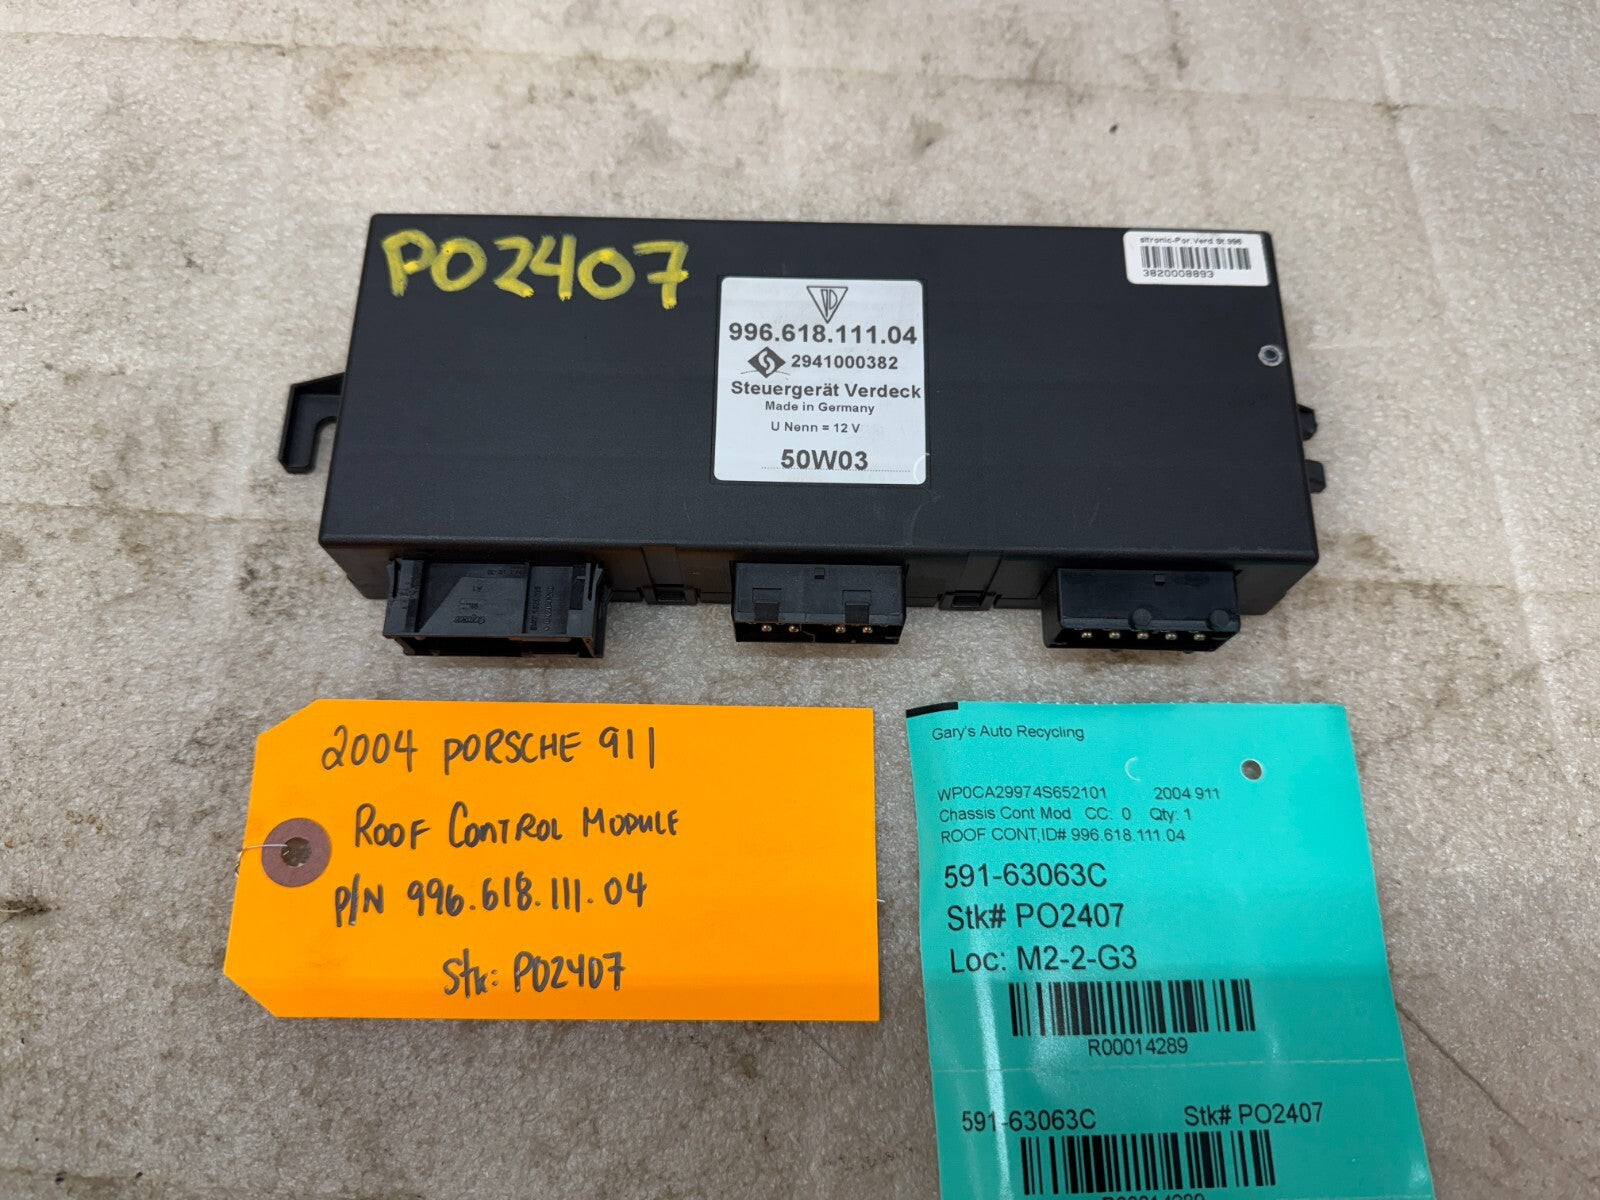 PO2407
sitronic-Por.Verd.St.996
3820008893
996.618.111.04
2941000382
Steuergerät Verdeck
Made in Germany
U Nenn = 12 V
50W03
2004 PORSCHE 911
ROOF CONTROL MODULE
P/N 996.618.111.04
Stk: PO2407
Gary's Auto Recycling
WP0CA29974S652101 2004 911
Chassis Cont Mod CC: 0 Qty: 1
ROOF CONT,ID# 996.618.111.04
591-63063C
Stk# PO2407
Loc: M2-2-G3
R00014289
591-63063C Stk# PO2407
R00014289